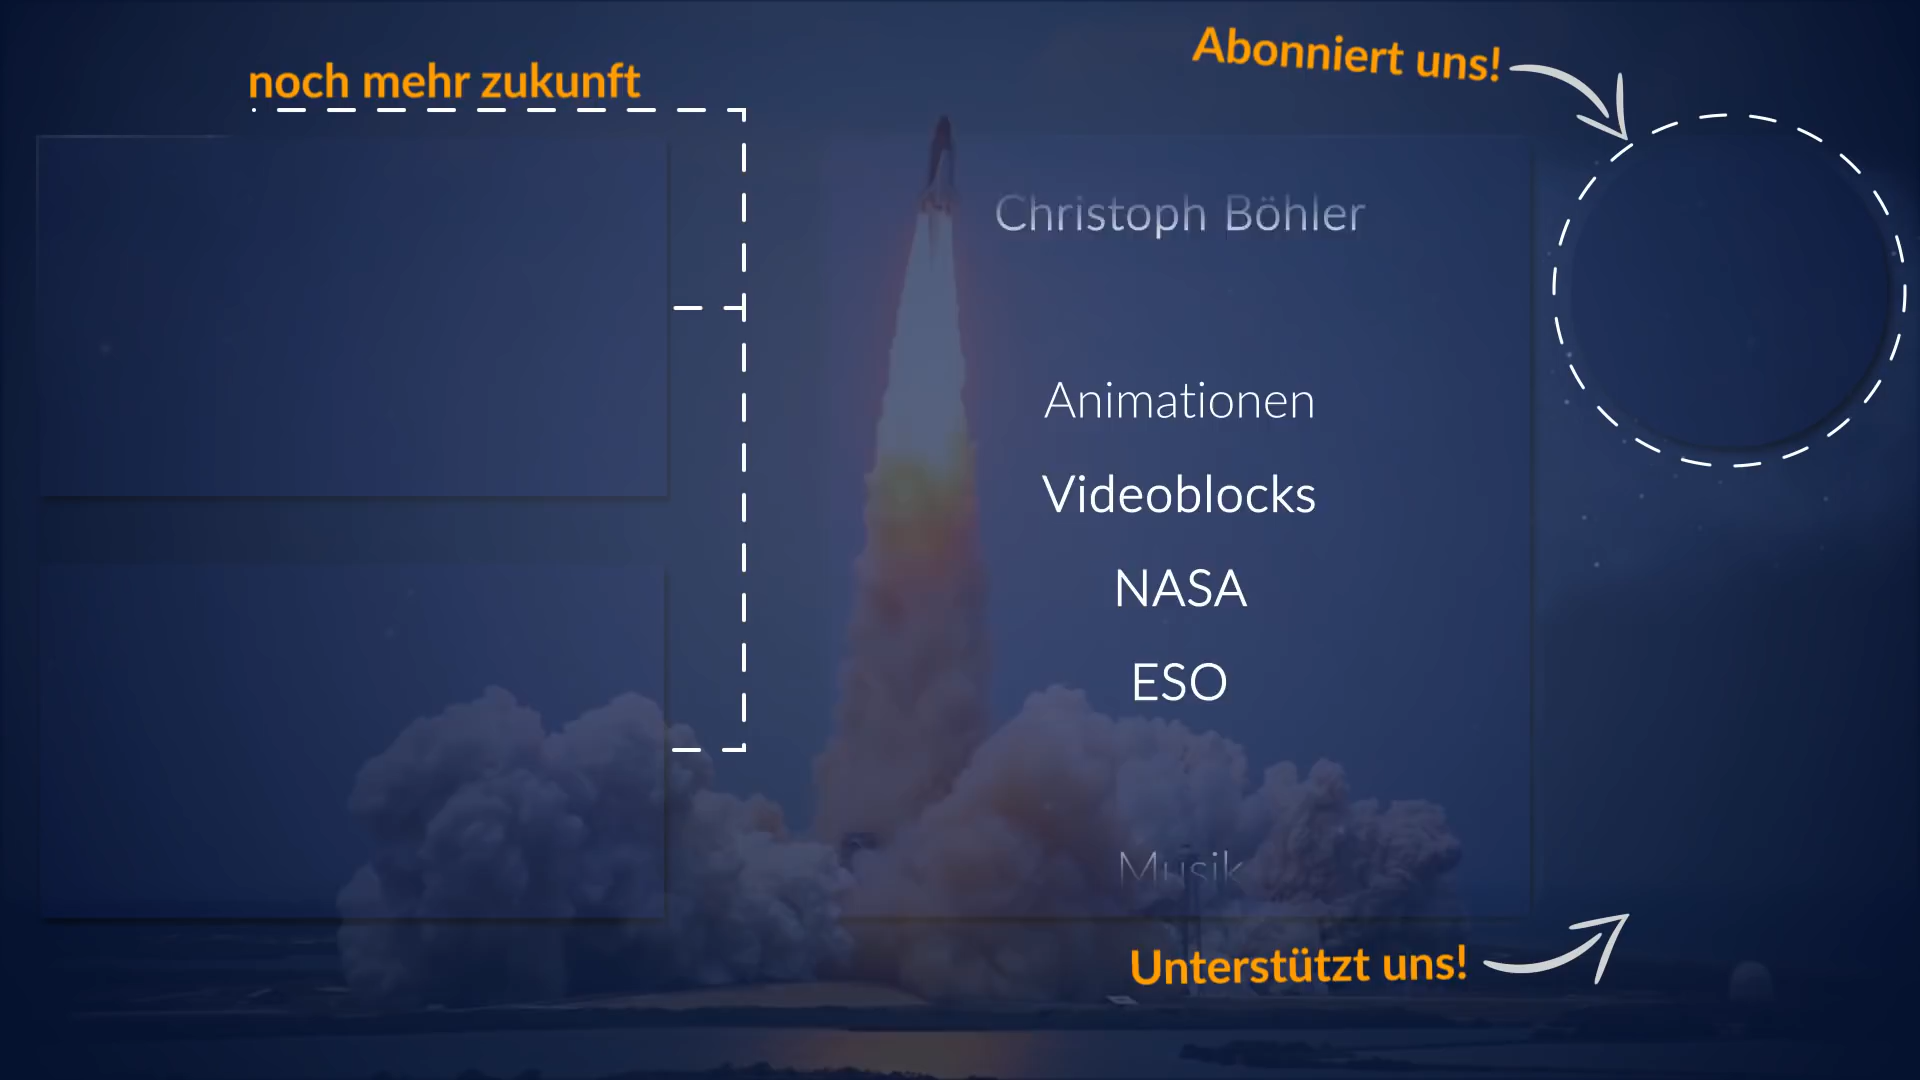 noch mehr zukunft
Abonniert uns!
Christoph Böhler
Animationen
Videoblocks
NASA
ESO
Musik
Unterstützt uns!